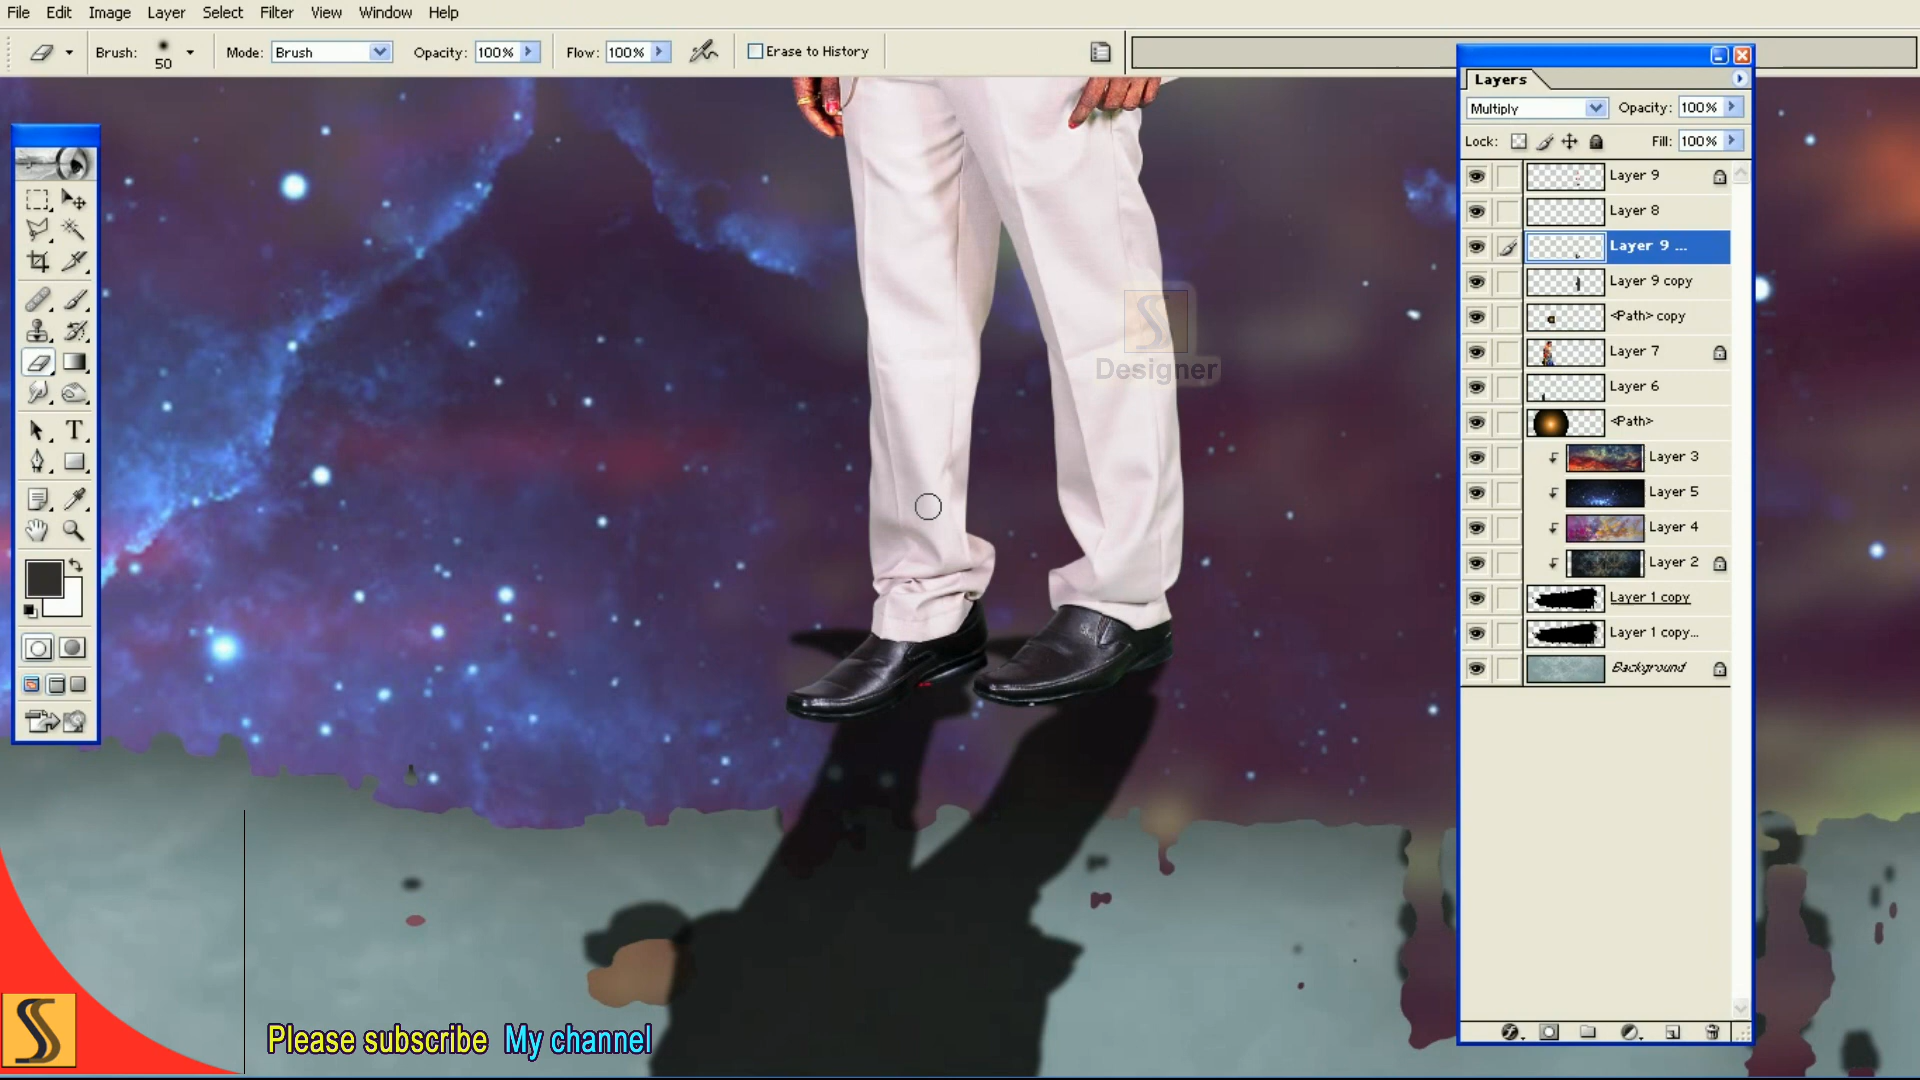 File Edit Image Layer Select Filter View Window Help
Brush: 50 Mode: Brush Opacity: 100% Flow: 100% Erase to History
Layers
Multiply Opacity: 100%
Lock: Fill: 100%
Layer 9
Layer 8
Layer 9 ...
Layer 9 copy
<Path> copy
Layer 7
Layer 6
<Path>
Layer 3
Layer 5
Layer 4
Layer 2
Layer 1 copy
Layer 1 copy...
Background
T
S
Designer
S
Please subscribe My channel